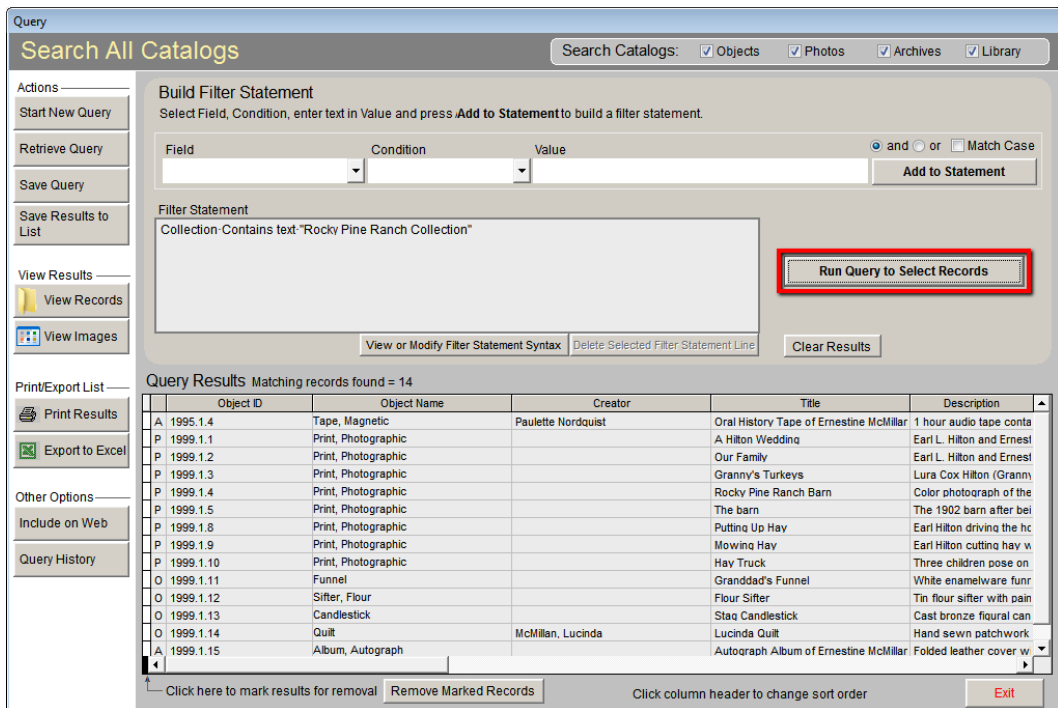 Query
Search All Catalogs
Search Catalogs: Objects Photos Archives Library
Actions
Start New Query
Retrieve Query
Save Query
Save Results to
List
View Results
View Records
View Images
Print/Export List
Print Results
Export to Excel
Other Options
Include on Web
Query History
Build Filter Statement
Select Field, Condition, enter text in Value and press Add to Statement to build a filter statement.
Field Condition Value and or Match Case
Add to Statement
Filter Statement
Collection-Contains text-"Rocky Pine Ranch Collection"
Run Query to Select Records
View or Modify Filter Statement Syntax Delete Selected Filter Statement Line Clear Results
Query Results Matching records found = 14
Object ID Object Name Creator Title Description
A 1995.1.4 Tape, Magnetic Paulette Nordquist Oral History Tape of Ernestine McMillar 1 hour audio tape conta
P 1999.1.1 Print, Photographic A Hilton Wedding Earl L. Hilton and Ernest
P 1999.1.2 Print, Photographic Our Family Earl L. Hilton and Ernest
P 1999.1.3 Print, Photographic Granny's Turkeys Lura Cox Hilton (Granny
P 1999.1.4 Print, Photographic Rocky Pine Ranch Barn Color photograph of the
P 1999.1.5 Print, Photographic The barn The 1902 barn after bei
P 1999.1.8 Print, Photographic Putting Up Hay Earl Hilton driving the ho
P 1999.1.9 Print, Photographic Mowing Hay Earl Hilton cutting hay w
P 1999.1.10 Print, Photographic Hay Truck Three children pose on
O 1999.1.11 Funnel Granddad's Funnel White enamelware funr
O 1999.1.12 Sifter, Flour Flour Sifter Tin flour sifter with pain
O 1999.1.13 Candlestick Stag Candlestick Cast bronze figural can
O 1999.1.14 Quilt McMillan, Lucinda Lucinda Quilt Hand sewn patchwork
A 1999.1.15 Album, Autograph Autograph Album of Ernestine McMillar Folded leather cover wi
Click here to mark results for removal Remove Marked Records Click column header to change sort order Exit